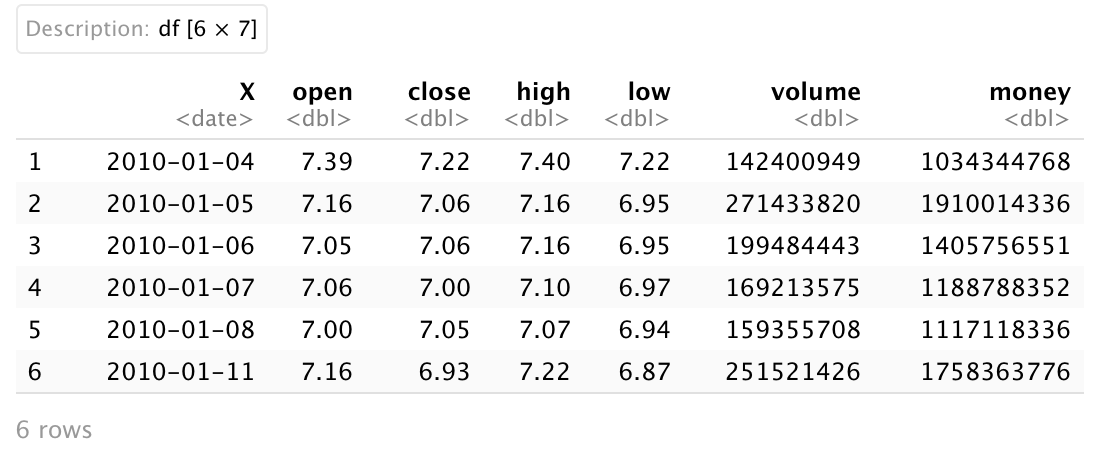 Description: df [6 × 7]
X open close high low volume money
<date> <dbl> <dbl> <dbl> <dbl> <dbl> <dbl>
1 2010-01-04 7.39 7.22 7.40 7.22 142400949 1034344768
2 2010-01-05 7.16 7.06 7.16 6.95 271433820 1910014336
3 2010-01-06 7.05 7.06 7.16 6.95 199484443 1405756551
4 2010-01-07 7.06 7.00 7.10 6.97 169213575 1188788352
5 2010-01-08 7.00 7.05 7.07 6.94 159355708 1117118336
6 2010-01-11 7.16 6.93 7.22 6.87 251521426 1758363776
6 rows